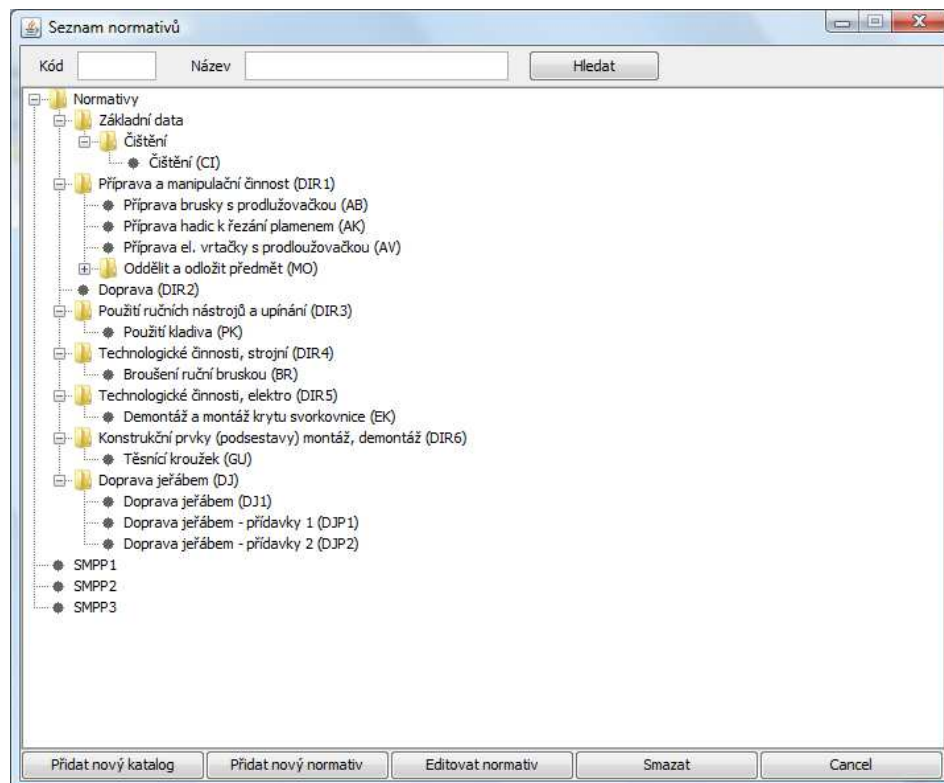 Seznam normativů
Kód Název Hledat
Normativy
Základní data
Čištění
Čištění (CI)
Příprava a manipulační činnost (DIR1)
Příprava brusky s prodlužovačkou (AB)
Příprava hadic k řezání plamenem (AK)
Příprava el. vrtačky s prodloužovačkou (AV)
Oddělit a odložit předmět (MO)
Doprava (DIR2)
Použití ručních nástrojů a upínání (DIR3)
Použití kladiva (PK)
Technologické činnosti, strojní (DIR4)
Broušení ruční bruskou (BR)
Technologické činnosti, elektro (DIR5)
Demontáž a montáž krytu svorkovnice (EK)
Konstrukční prvky (podsestavy) montáž, demontáž (DIR6)
Těsnící kroužek (GU)
Doprava jeřábem (DJ)
Doprava jeřábem (DJ1)
Doprava jeřábem - přídavky 1 (DJP1)
Doprava jeřábem - přídavky 2 (DJP2)
SMPP1
SMPP2
SMPP3
Přidat nový katalog Přidat nový normativ Editovat normativ Smazat Cancel